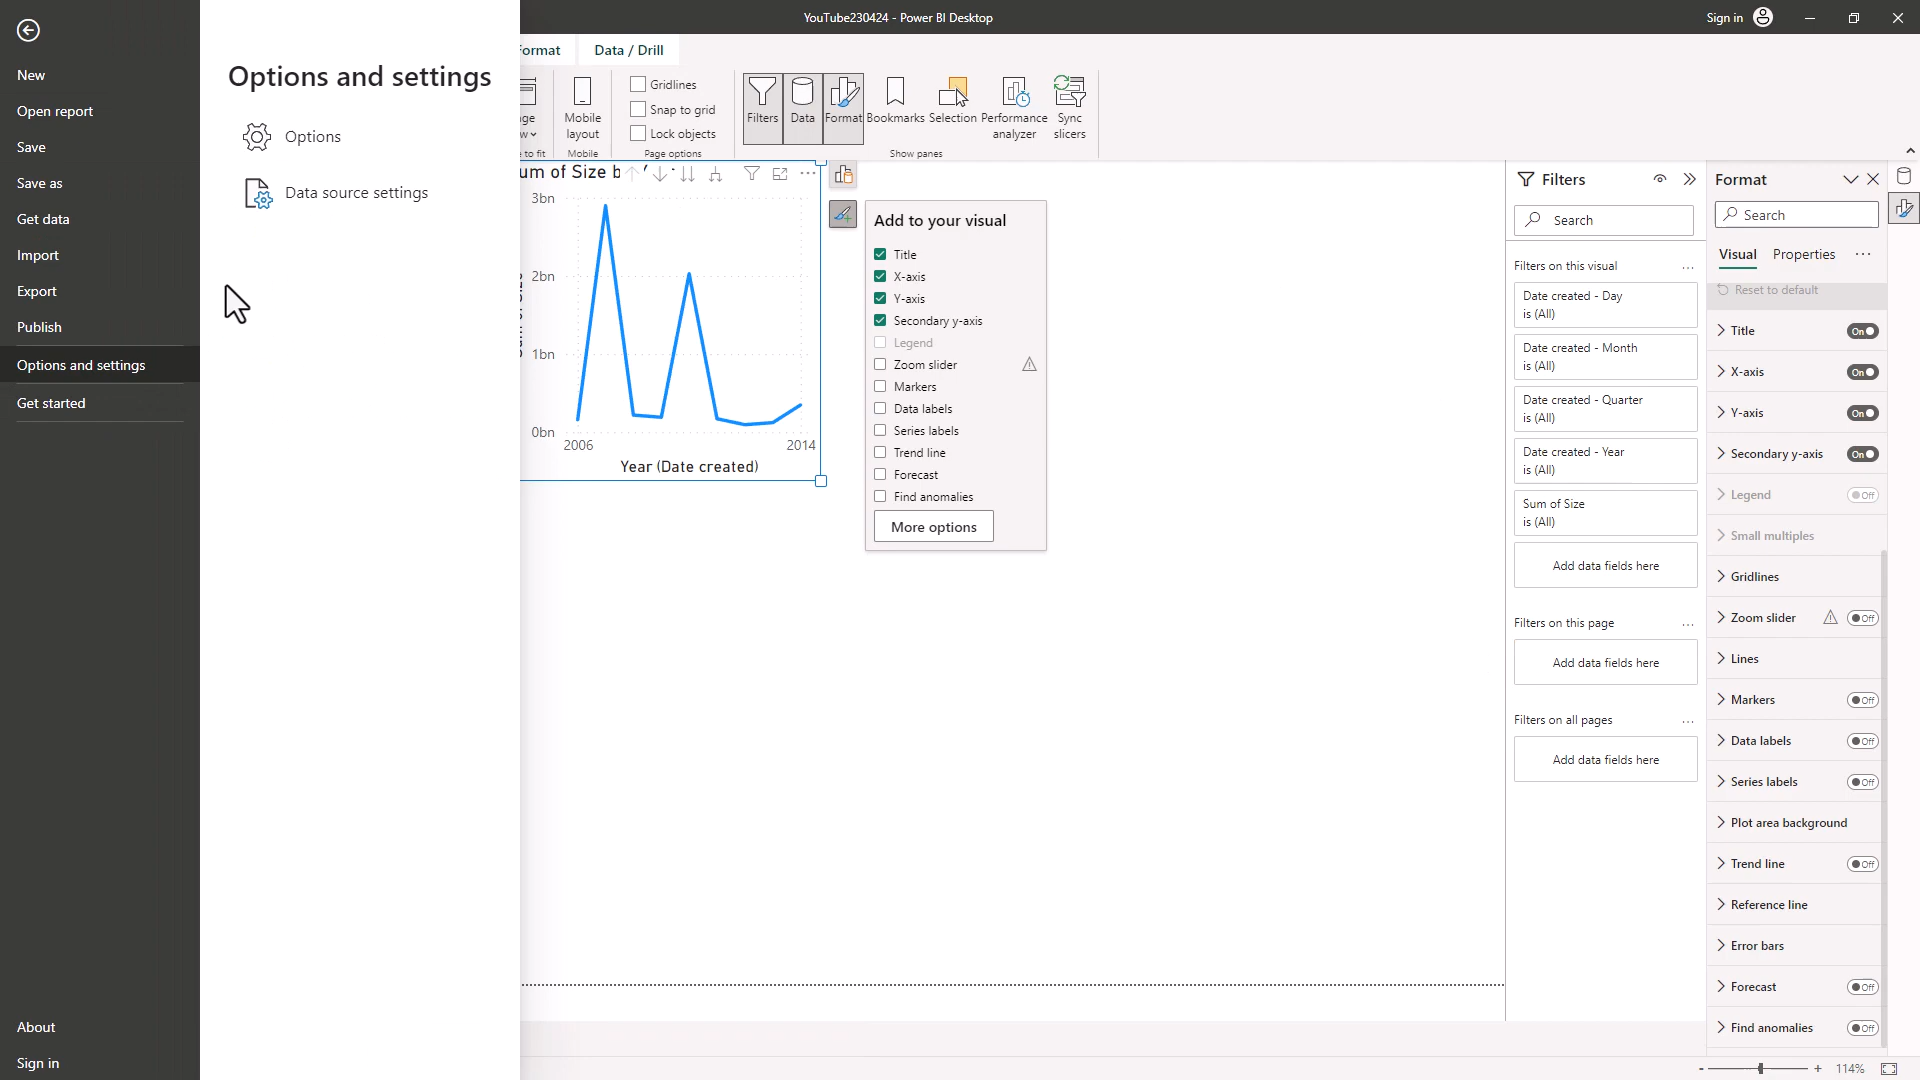 YouTube230424 - Power BI Desktop
Sign in
New
Open report
Save
Save as
Get data
Import
Export
Publish
Options and settings
Get started
About
Sign in
Options and settings
Options
Data source settings
Format
Data / Drill
Mobile layout
Mobile
Gridlines
Snap to grid
Lock objects
Page options
Filters
Data
Format
Bookmarks
Selection
Performance analyzer
Sync slicers
Show panes
um of Size b
3bn
2bn
1bn
0bn
2006
2014
Year (Date created)
Add to your visual
Title
X-axis
Y-axis
Secondary y-axis
Legend
Zoom slider
Markers
Data labels
Series labels
Trend line
Forecast
Find anomalies
More options
Filters
Search
Filters on this visual
Date created - Day
is (All)
Date created - Month
is (All)
Date created - Quarter
is (All)
Date created - Year
is (All)
Sum of Size
is (All)
Add data fields here
Filters on this page
Add data fields here
Filters on all pages
Add data fields here
Format
Search
Visual
Properties
Reset to default
Title On
X-axis On
Y-axis On
Secondary y-axis On
Legend Off
Small multiples
Gridlines
Zoom slider Off
Lines
Markers Off
Data labels Off
Series labels Off
Plot area background
Trend line Off
Reference line
Error bars
Forecast Off
Find anomalies Off
114%